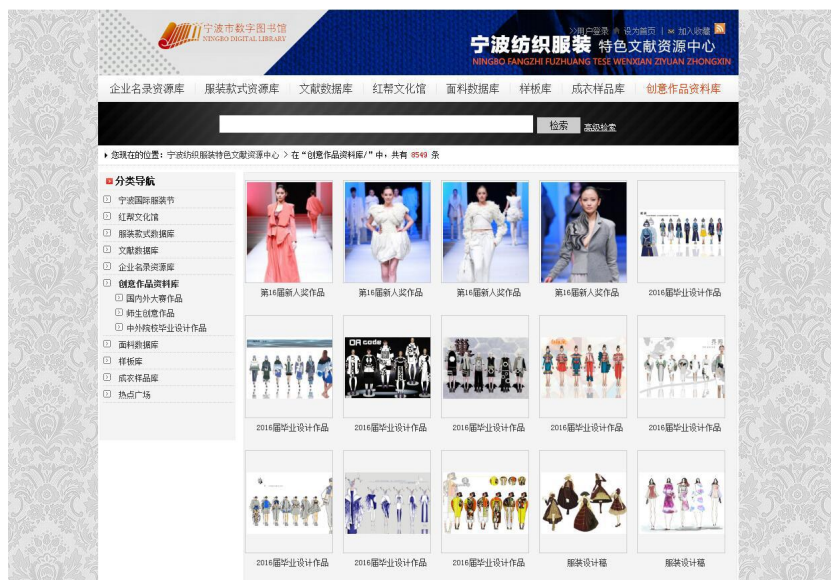 宁波市数字图书馆
NINGBO DIGITAL LIBRARY
>>用户登录 设为首页 | 加入收藏
宁波纺织服装 特色文献资源中心
NINGBO FANGZHI FUZHUANG TESE WENXIAN ZIYUAN ZHONGXIN
企业名录资源库 服装款式资源库 文献数据库 红帮文化馆 面料数据库 样板库 成衣样品库 创意作品资料库
检索 高级检索
您现在的位置：宁波纺织服装特色文献资源中心 > 在“创意作品资料库/”中，共有 8549 条
分类导航
宁波国际服装节
红帮文化馆
服装款式数据库
文献数据库
企业名录资源库
创意作品资料库
国内外大赛作品
师生创意作品
中外院校毕业设计作品
面料数据库
样板库
成衣样品库
热点广场
第16届新人奖作品 第16届新人奖作品 第16届新人奖作品 第16届新人奖作品 2016届毕业设计作品
QR code
2016届毕业设计作品 2016届毕业设计作品 2016届毕业设计作品 2016届毕业设计作品 2016届毕业设计作品
2016届毕业设计作品 2016届毕业设计作品 2016届毕业设计作品 服装设计稿 服装设计稿